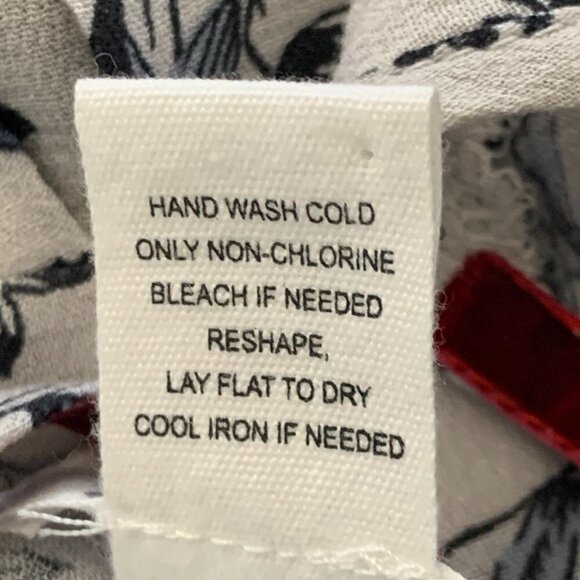 HAND WASH COLD
ONLY NON-CHLORINE
BLEACH IF NEEDED
RESHAPE,
LAY FLAT TO DRY
COOL IRON IF NEEDED